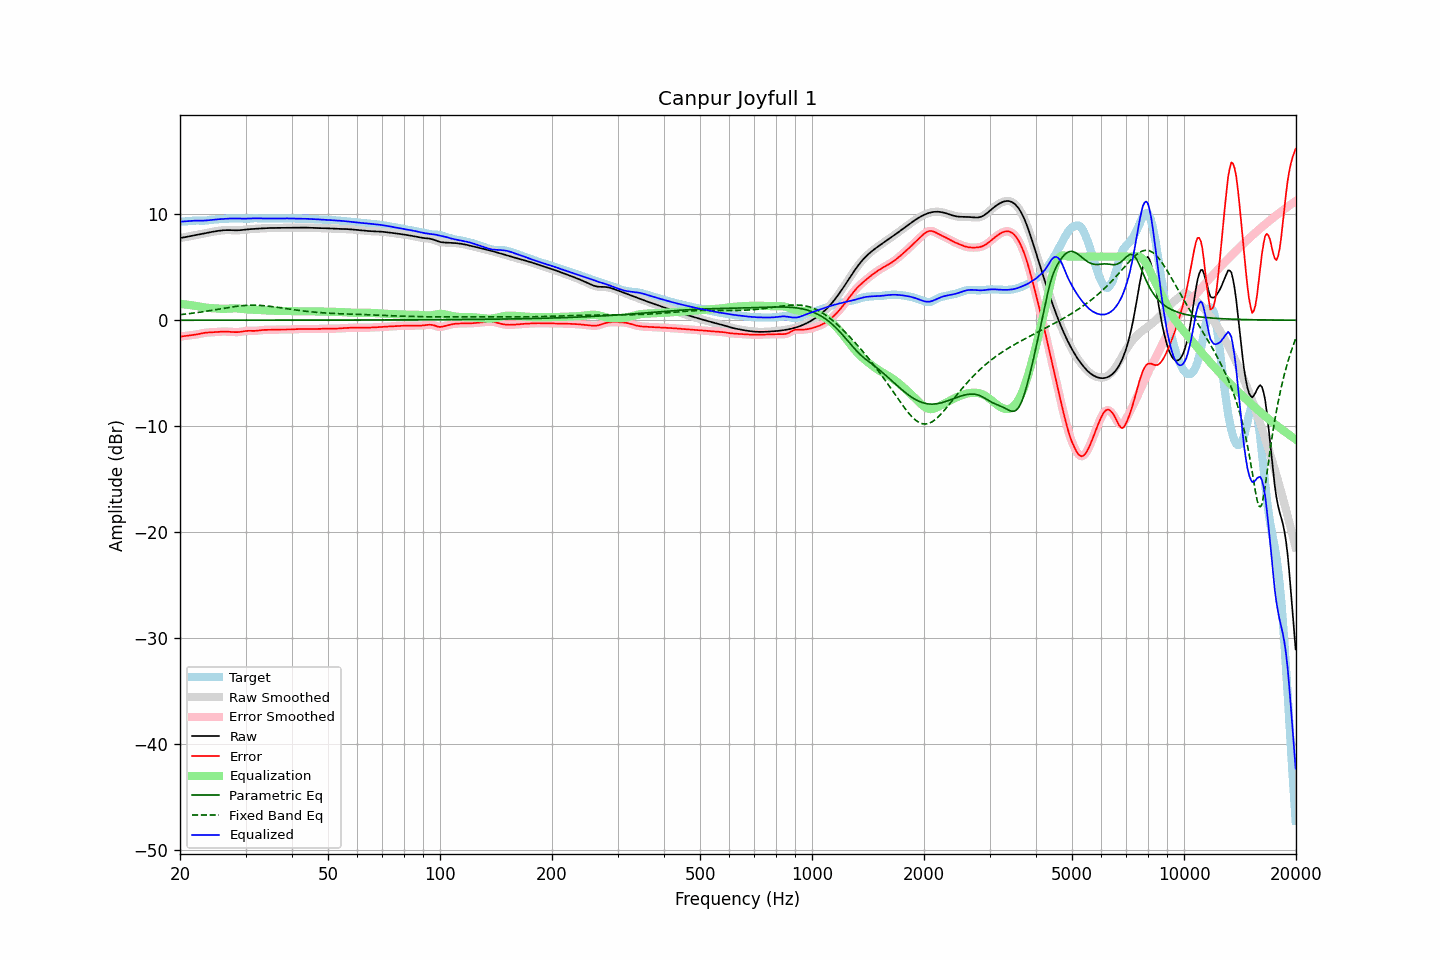 Canpur Joyfull 1
Amplitude (dBr)
10
0
−10
−20
−30
−40
−50
Target
Raw Smoothed
Error Smoothed
Raw
Error
Equalization
Parametric Eq
Fixed Band Eq
Equalized
20 50 100 200 500 1000 2000 5000 10000 20000
Frequency (Hz)